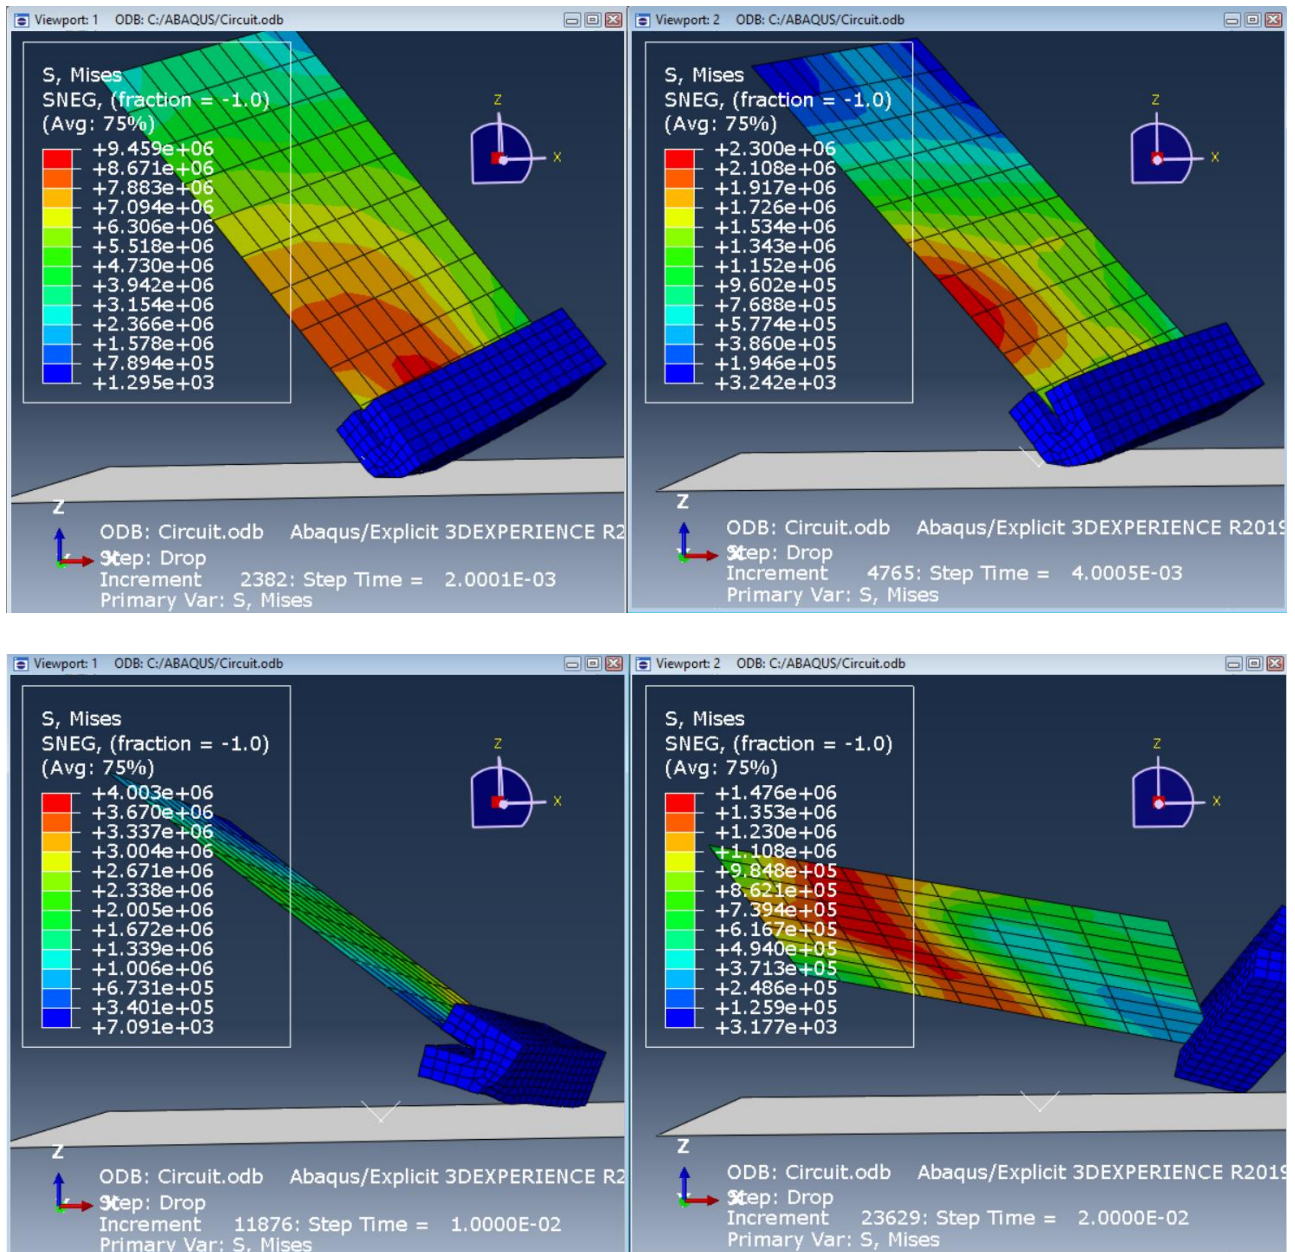 Viewport: 1 ODB: C:/ABAQUS/Circuit.odb
S, Mises
SNEG, (fraction = -1.0)
(Avg: 75%)
+9.459e+06
+8.671e+06
+7.883e+06
+7.094e+06
+6.306e+06
+5.518e+06
+4.730e+06
+3.942e+06
+3.154e+06
+2.366e+06
+1.578e+06
+7.894e+05
+1.295e+03
Z
X
Z
ODB: Circuit.odb Abaqus/Explicit 3DEXPERIENCE R2
Step: Drop
Increment 2382: Step Time = 2.0001E-03
Primary Var: S, Mises
Viewport: 2 ODB: C:/ABAQUS/Circuit.odb
S, Mises
SNEG, (fraction = -1.0)
(Avg: 75%)
+2.300e+06
+2.108e+06
+1.917e+06
+1.726e+06
+1.534e+06
+1.343e+06
+1.152e+06
+9.602e+05
+7.688e+05
+5.774e+05
+3.860e+05
+1.946e+05
+3.242e+03
Z
X
Z
ODB: Circuit.odb Abaqus/Explicit 3DEXPERIENCE R2019
Step: Drop
Increment 4765: Step Time = 4.0005E-03
Primary Var: S, Mises
Viewport: 1 ODB: C:/ABAQUS/Circuit.odb
S, Mises
SNEG, (fraction = -1.0)
(Avg: 75%)
+4.003e+06
+3.670e+06
+3.337e+06
+3.004e+06
+2.671e+06
+2.338e+06
+2.005e+06
+1.672e+06
+1.339e+06
+1.006e+06
+6.731e+05
+3.401e+05
+7.091e+03
Z
X
Z
ODB: Circuit.odb Abaqus/Explicit 3DEXPERIENCE R2
Step: Drop
Increment 11876: Step Time = 1.0000E-02
Primary Var: S, Mises
Viewport: 2 ODB: C:/ABAQUS/Circuit.odb
S, Mises
SNEG, (fraction = -1.0)
(Avg: 75%)
+1.476e+06
+1.353e+06
+1.230e+06
+1.108e+06
+9.848e+05
+8.621e+05
+7.394e+05
+6.167e+05
+4.940e+05
+3.713e+05
+2.486e+05
+1.259e+05
+3.177e+03
Z
X
Z
ODB: Circuit.odb Abaqus/Explicit 3DEXPERIENCE R2019
Step: Drop
Increment 23629: Step Time = 2.0000E-02
Primary Var: S, Mises